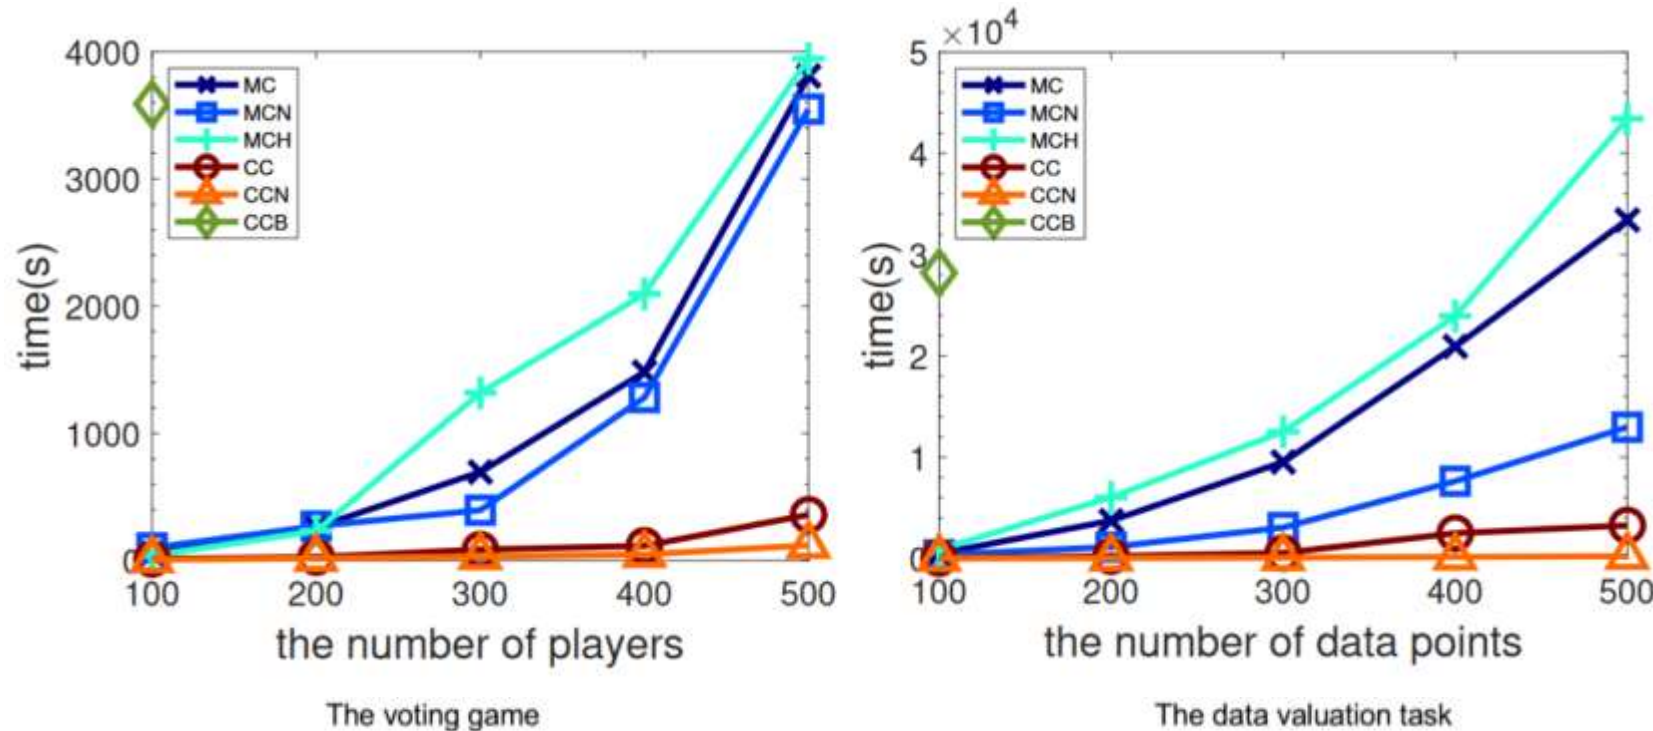 4000
3000
2000
1000
0
100 200 300 400 500
time(s)
the number of players
MC
MCN
MCH
CC
CCN
CCB
The voting game
×10⁴
5
4
3
2
1
0
100 200 300 400 500
time(s)
the number of data points
MC
MCN
MCH
CC
CCN
CCB
The data valuation task